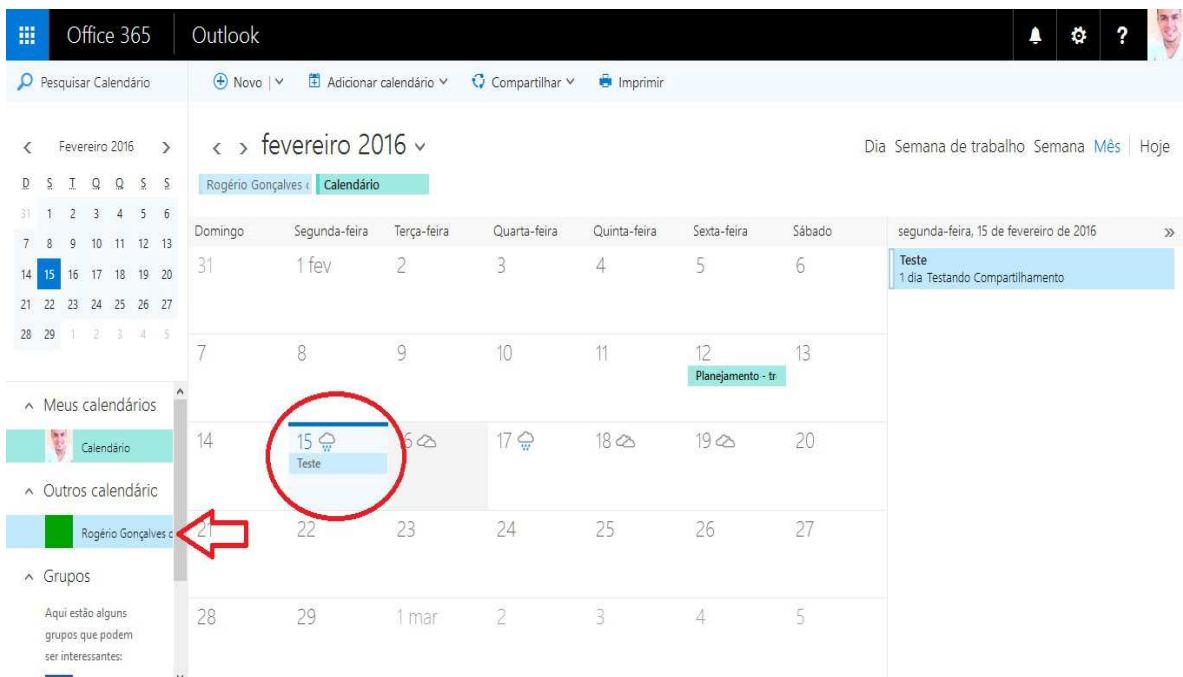 Office 365 Outlook ?
Pesquisar Calendário Novo Adicionar calendário Compartilhar Imprimir
Fevereiro 2016
D S T Q Q S S
31 1 2 3 4 5 6
7 8 9 10 11 12 13
14 15 16 17 18 19 20
21 22 23 24 25 26 27
28 29 1 2 3 4 5
Meus calendários
Calendário
Outros calendário
Rogério Gonçalves c
Grupos
Aqui estão alguns
grupos que podem
ser interessantes:
fevereiro 2016 Dia Semana de trabalho Semana Mês Hoje
Rogério Gonçalves Calendário
Domingo Segunda-feira Terça-feira Quarta-feira Quinta-feira Sexta-feira Sábado
31 1 fev 2 3 4 5 6
7 8 9 10 11 12 13
Planejamento - tr
14 15 6 17 18 19 20
Teste
21 22 23 24 25 26 27
28 29 1 mar 2 3 4 5
segunda-feira, 15 de fevereiro de 2016 »
Teste
1 dia Testando Compartilhamento